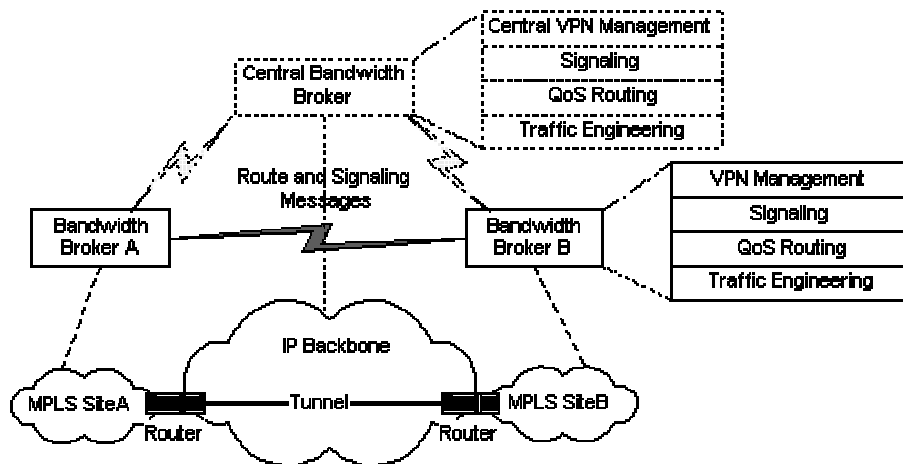 Central VPN Management
Signaling
QoS Routing
Traffic Engineering
Central Bandwidth
Broker
Route and Signaling
Messages
VPN Management
Signaling
QoS Routing
Traffic Engineering
Bandwidth
Broker A
Bandwidth
Broker B
IP Backbone
MPLS SiteA
Tunnel
MPLS SiteB
Router
Router